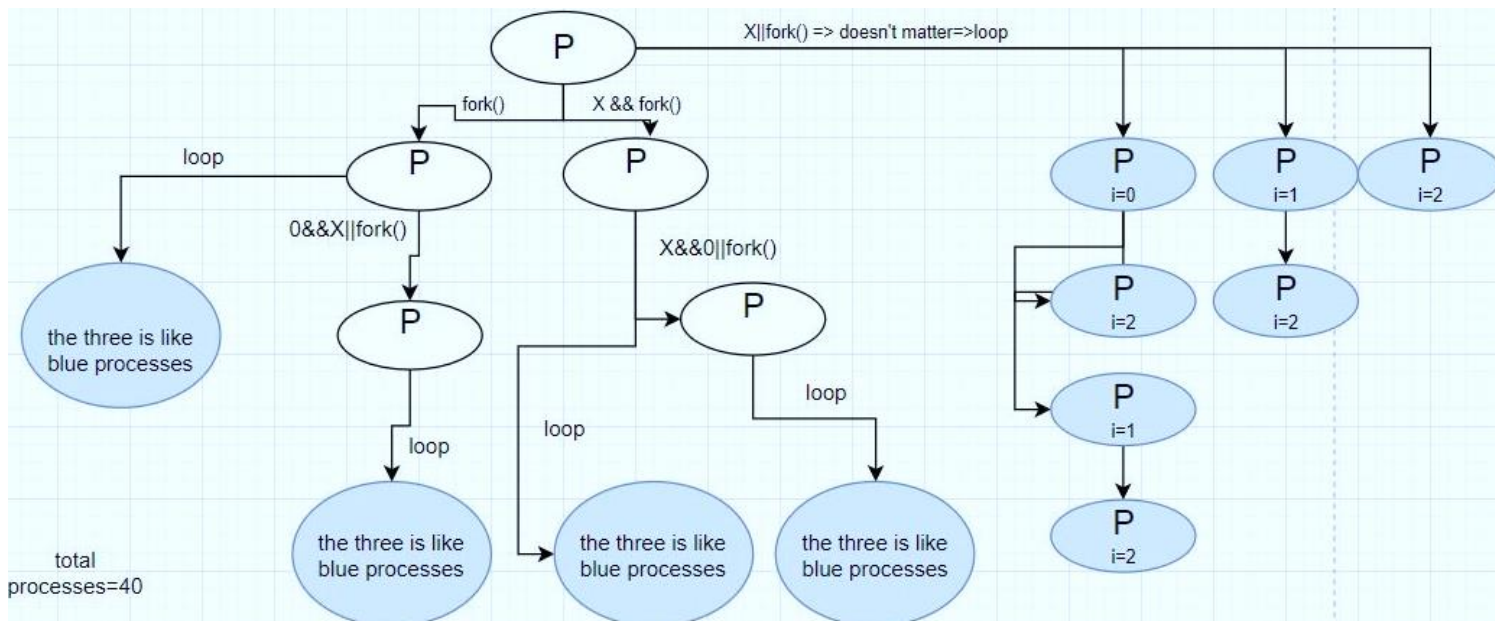 P
X||fork() => doesn't matter=>loop
fork()
X && fork()
loop
P
P
P
i=0
P
i=1
P
i=2
0&&X||fork()
X&&0||fork()
P
P
P
i=2
P
i=2
the three is like
blue processes
loop
loop
loop
P
i=1
P
i=2
the three is like
blue processes
the three is like
blue processes
the three is like
blue processes
total
processes=40